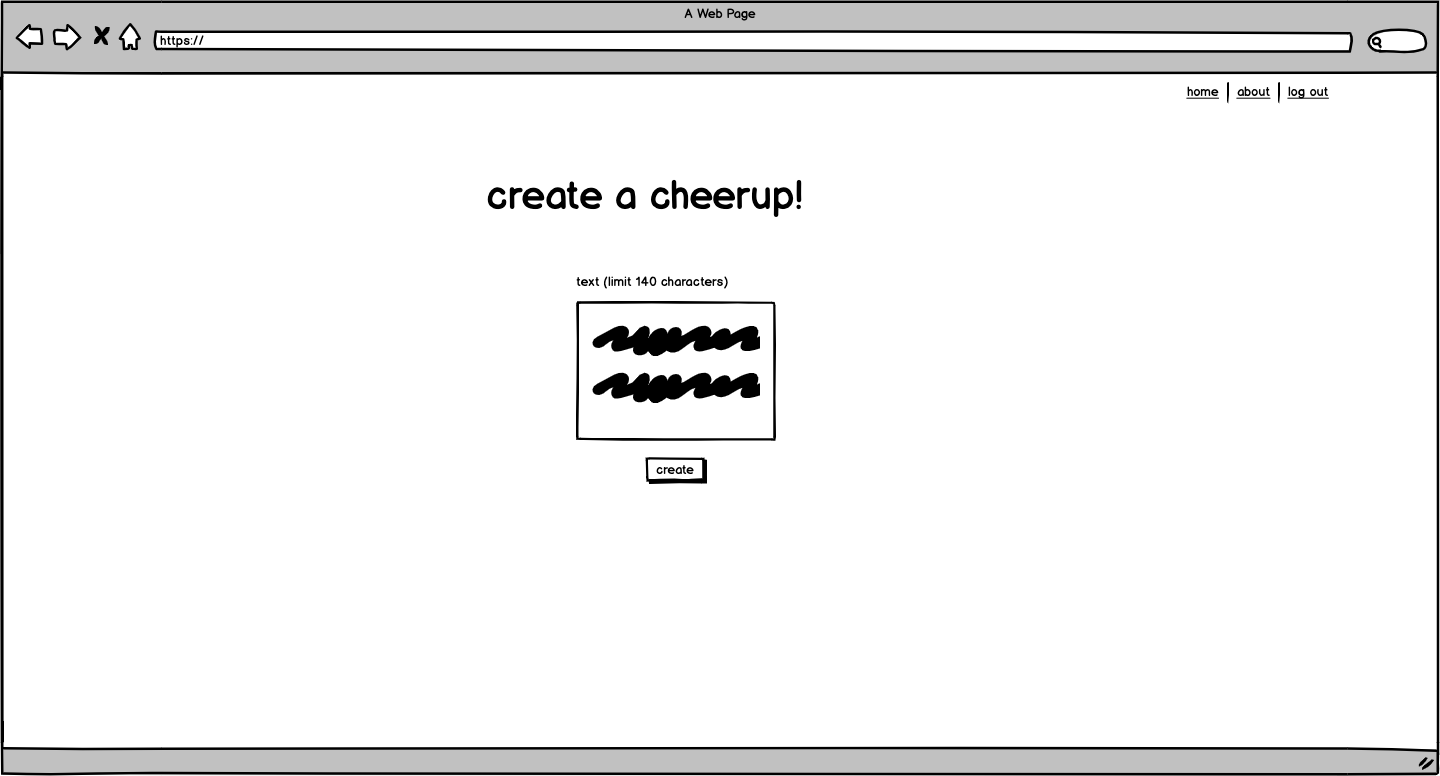 A Web Page
https://
home | about | log out
create a cheerup!
text (limit 140 characters)
create